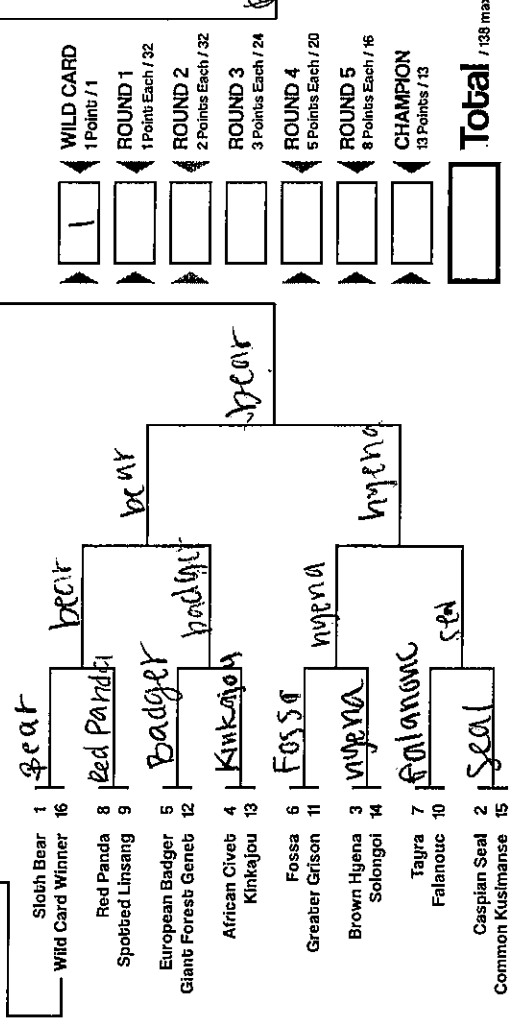 Sloth Bear 1
Wild Card Winner 16
Red Panda 8
Spotted Linsang 9
European Badger 5
Giant Forest Genet 12
African Civet 4
Kinkajou 13
Fossa 6
Greater Grison 11
Brown Hyena 3
Solongoi 14
Tayra 7
Falanouc 10
Caspian Seal 2
Common Kusimanse 15
Bear
Red Panda
Badger
Kinkajou
Fossa
hyena
Falanouc
Seal
bear
badger
hyena
seal
bear
hyena
bear
1
WILD CARD
1 Point / 1
ROUND 1
1 Point Each / 32
ROUND 2
2 Points Each / 32
ROUND 3
3 Points Each / 24
ROUND 4
5 Points Each / 20
ROUND 5
8 Points Each / 16
CHAMPION
13 Points / 13
Total / 138 max